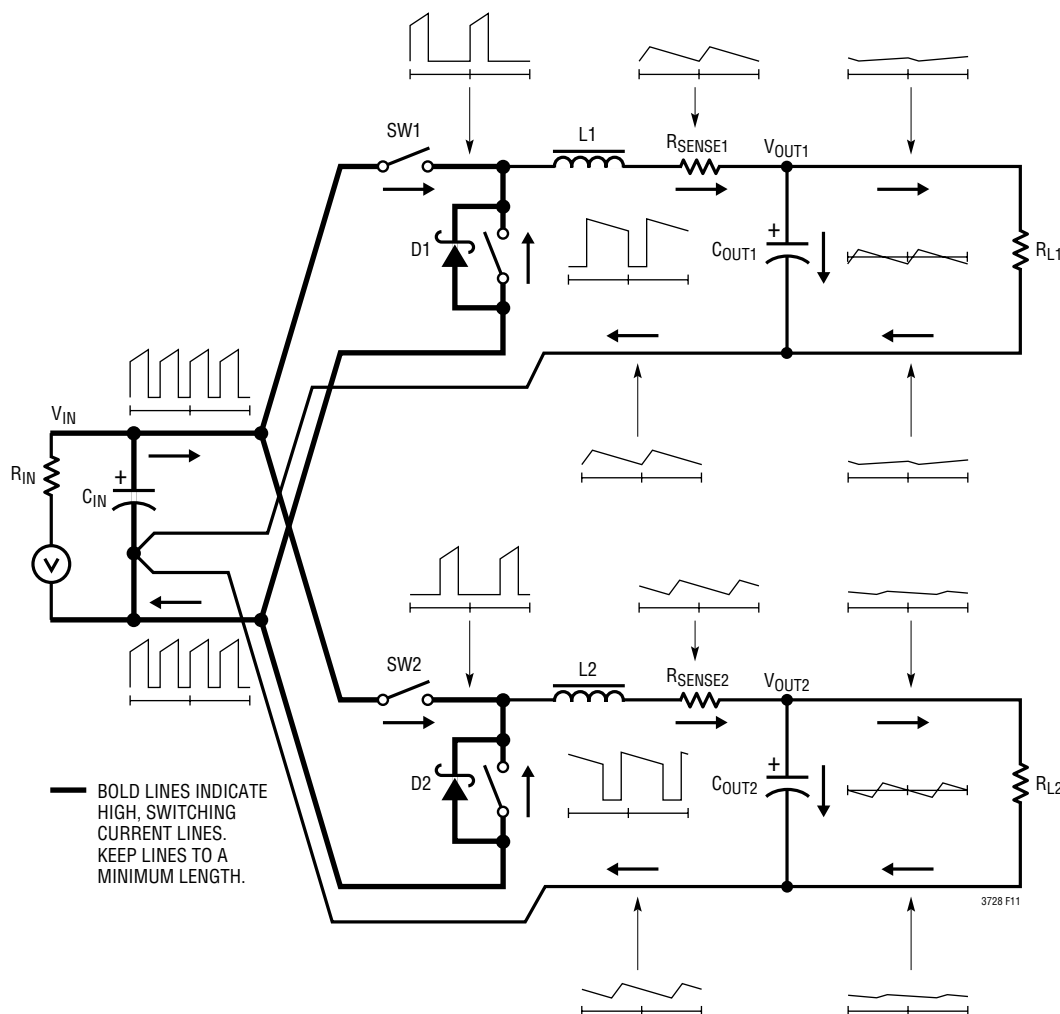 SW1
L1
RSENSE1
VOUT1
D1
COUT1
+
RL1
VIN
RIN
+
CIN
V
SW2
L2
RSENSE2
VOUT2
D2
COUT2
+
RL2
BOLD LINES INDICATE
HIGH, SWITCHING
CURRENT LINES.
KEEP LINES TO A
MINIMUM LENGTH.
3728 F11